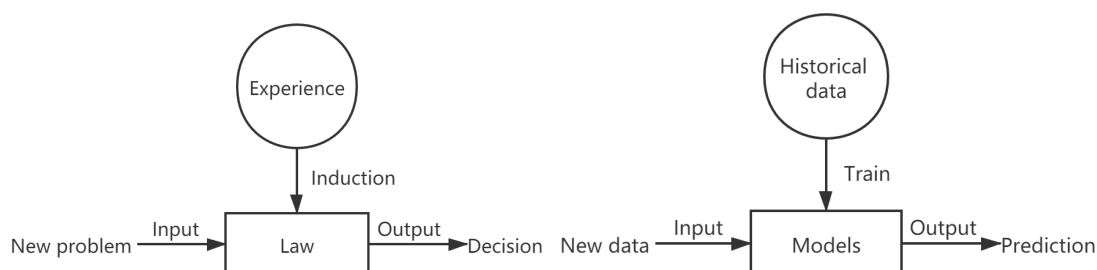 Experience
Induction
New problem
Input
Law
Output
Decision
Historical
data
Train
New data
Input
Models
Output
Prediction